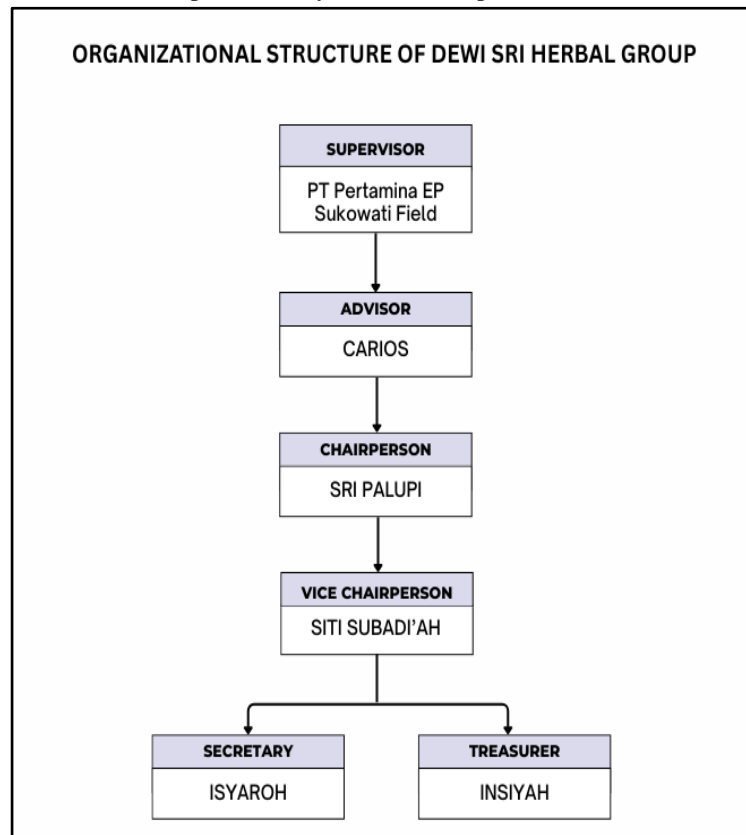 ORGANIZATIONAL STRUCTURE OF DEWI SRI HERBAL GROUP
SUPERVISOR
PT Pertamina EP
Sukowati Field
ADVISOR
CARIOS
CHAIRPERSON
SRI PALUPI
VICE CHAIRPERSON
SITI SUBADI'AH
SECRETARY
ISYAROH
TREASURER
INSIYAH